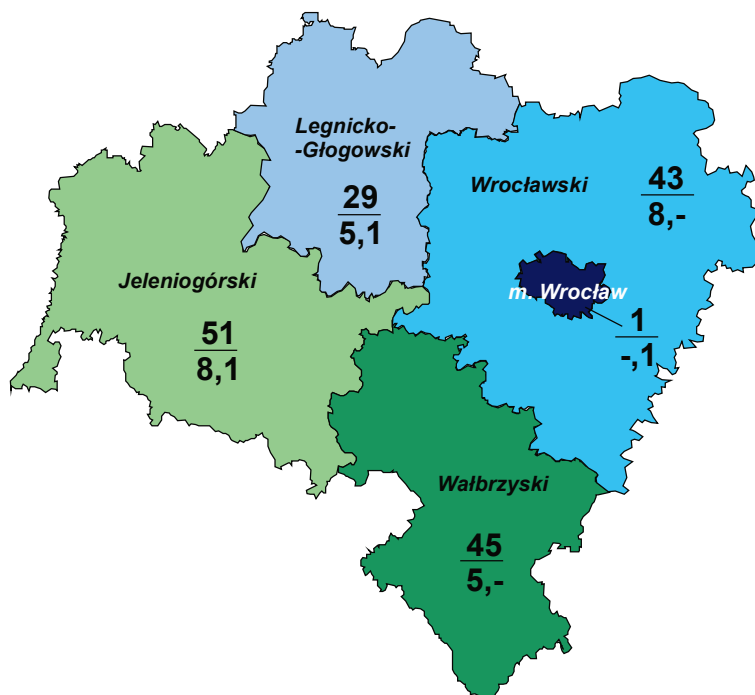 Legnicko-
-Głogowski
29
5,1
Wrocławski
43
8,-
Jeleniogórski
51
8,1
m. Wrocław
1
-,1
Wałbrzyski
45
5,-